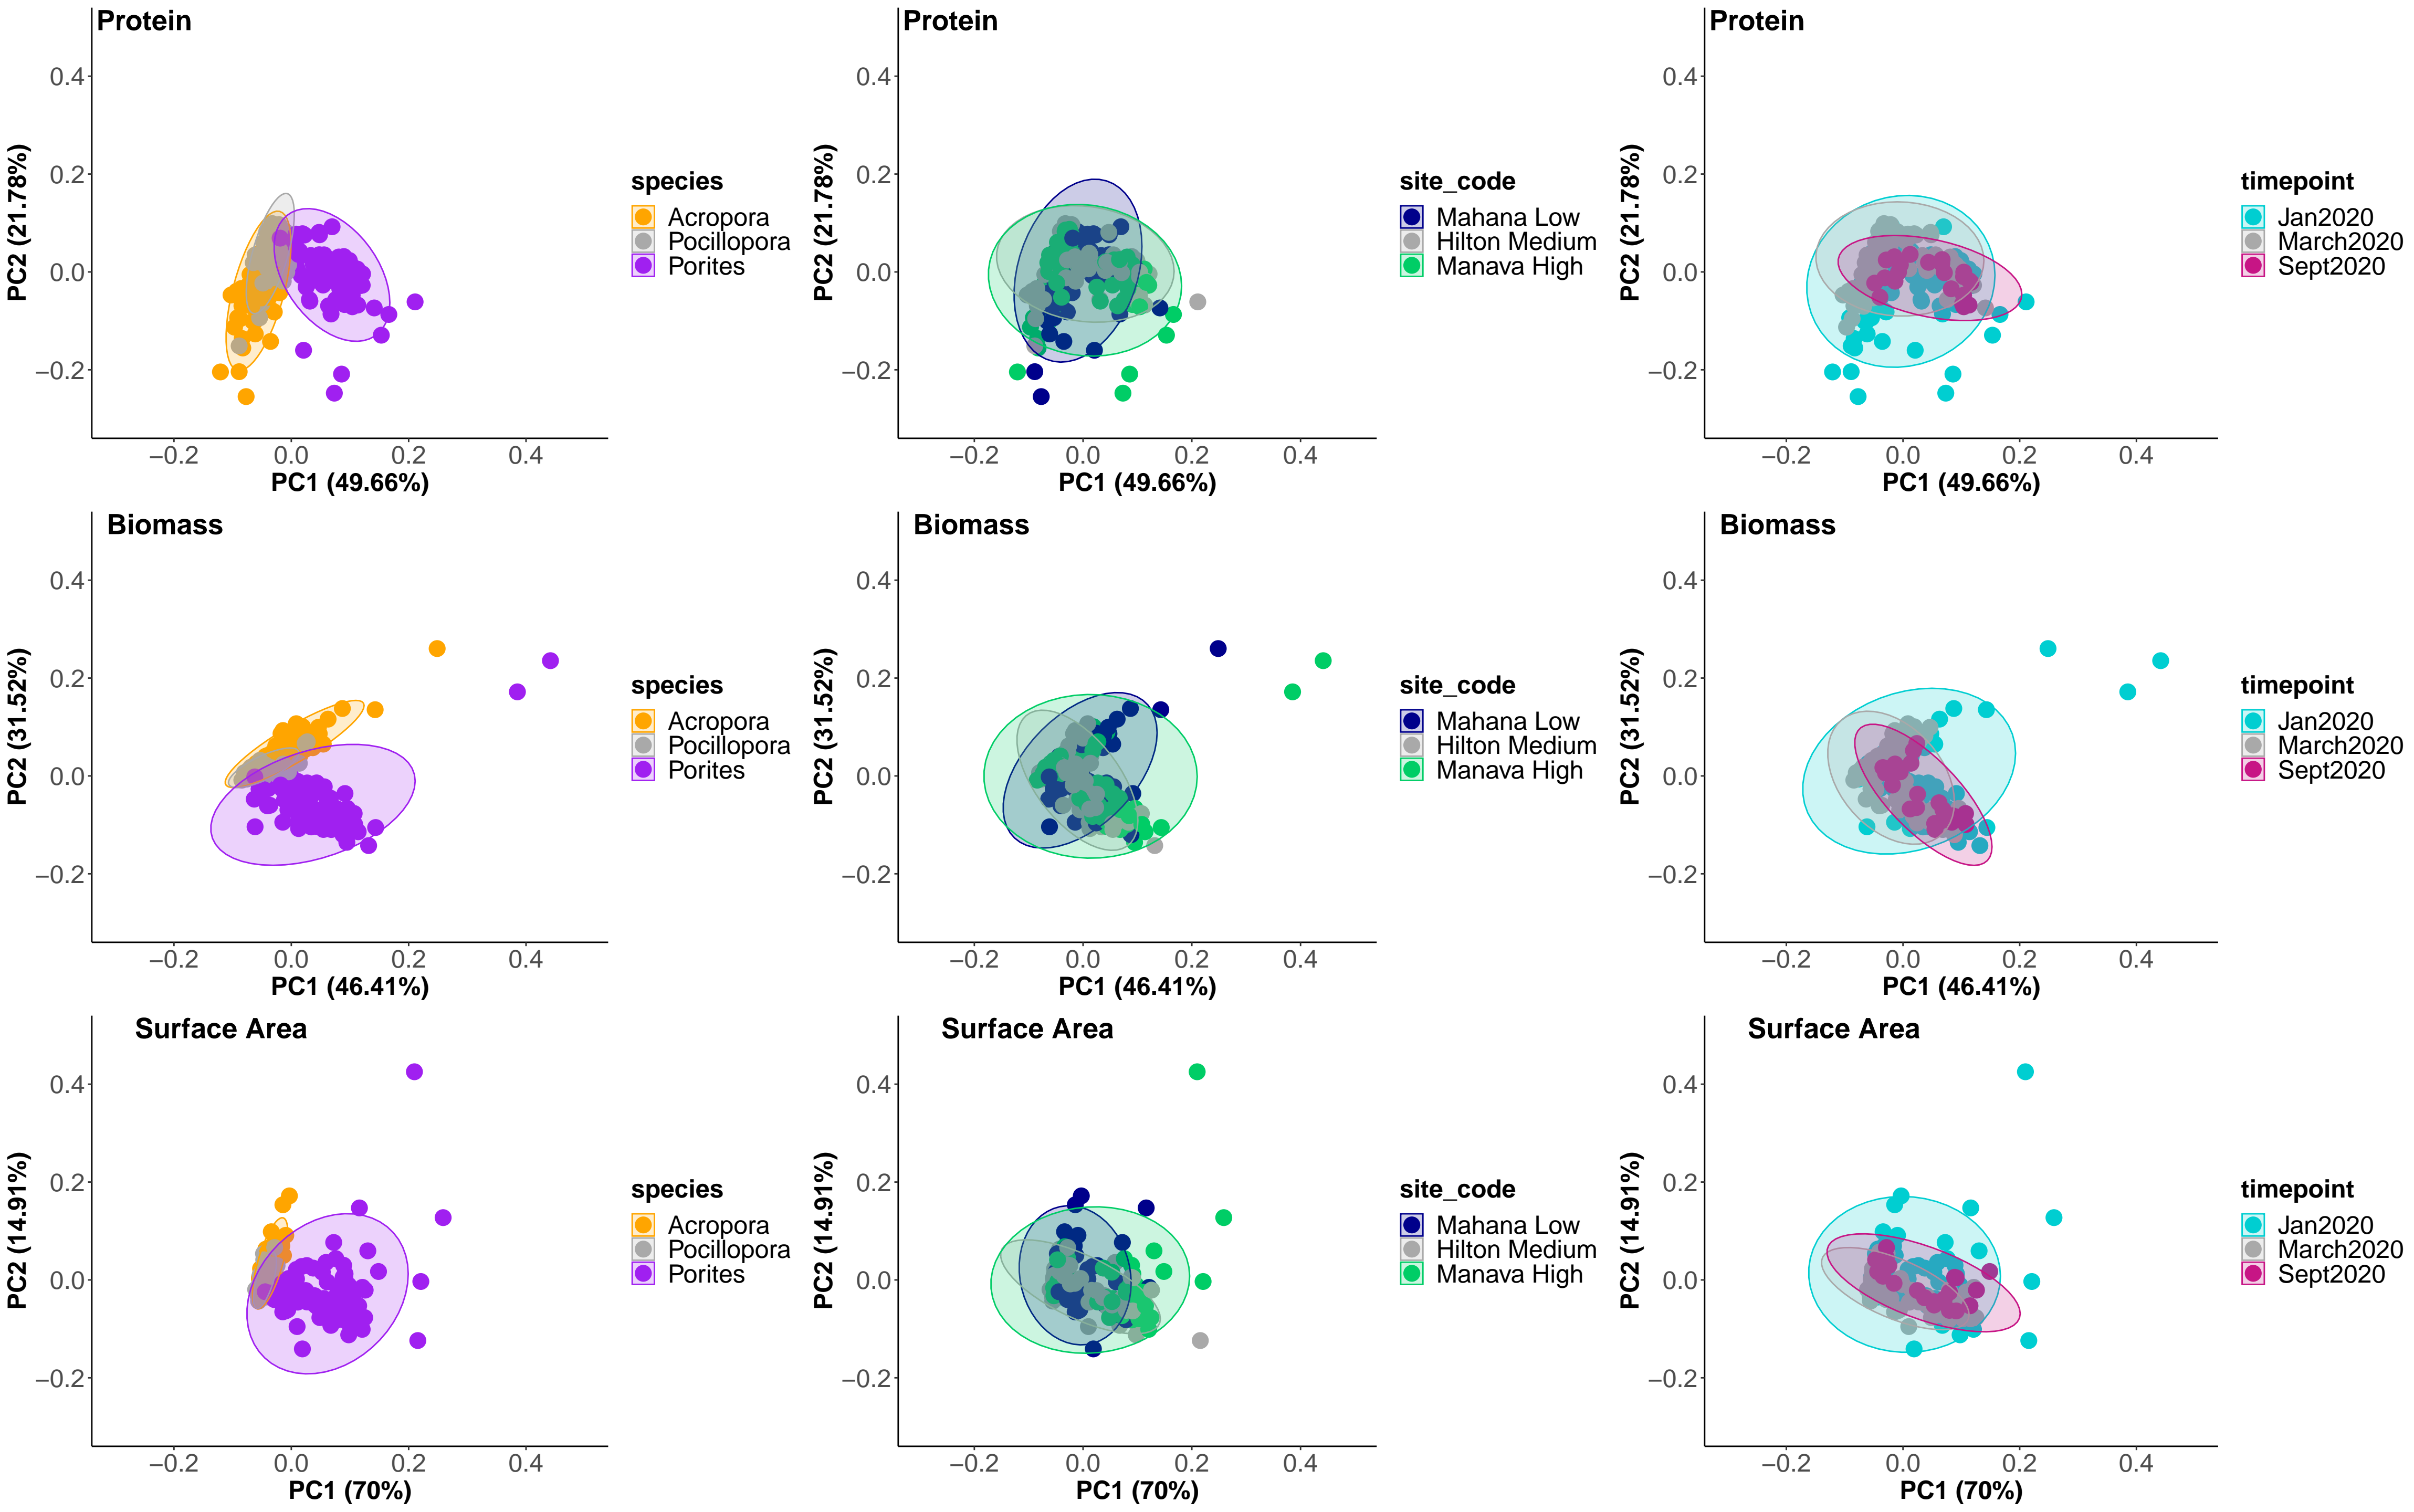 Protein
0.4
0.2
0.0
−0.2
PC2 (21.78%)
−0.2 0.0 0.2 0.4
PC1 (49.66%)
species
Acropora
Pocillopora
Porites
Protein
0.4
0.2
0.0
−0.2
PC2 (21.78%)
−0.2 0.0 0.2 0.4
PC1 (49.66%)
site_code
Mahana Low
Hilton Medium
Manava High
Protein
0.4
0.2
0.0
−0.2
PC2 (21.78%)
−0.2 0.0 0.2 0.4
PC1 (49.66%)
timepoint
Jan2020
March2020
Sept2020
Biomass
0.4
0.2
0.0
−0.2
PC2 (31.52%)
−0.2 0.0 0.2 0.4
PC1 (46.41%)
species
Acropora
Pocillopora
Porites
Biomass
0.4
0.2
0.0
−0.2
PC2 (31.52%)
−0.2 0.0 0.2 0.4
PC1 (46.41%)
site_code
Mahana Low
Hilton Medium
Manava High
Biomass
0.4
0.2
0.0
−0.2
PC2 (31.52%)
−0.2 0.0 0.2 0.4
PC1 (46.41%)
timepoint
Jan2020
March2020
Sept2020
Surface Area
0.4
0.2
0.0
−0.2
PC2 (14.91%)
−0.2 0.0 0.2 0.4
PC1 (70%)
species
Acropora
Pocillopora
Porites
Surface Area
0.4
0.2
0.0
−0.2
PC2 (14.91%)
−0.2 0.0 0.2 0.4
PC1 (70%)
site_code
Mahana Low
Hilton Medium
Manava High
Surface Area
0.4
0.2
0.0
−0.2
PC2 (14.91%)
−0.2 0.0 0.2 0.4
PC1 (70%)
timepoint
Jan2020
March2020
Sept2020